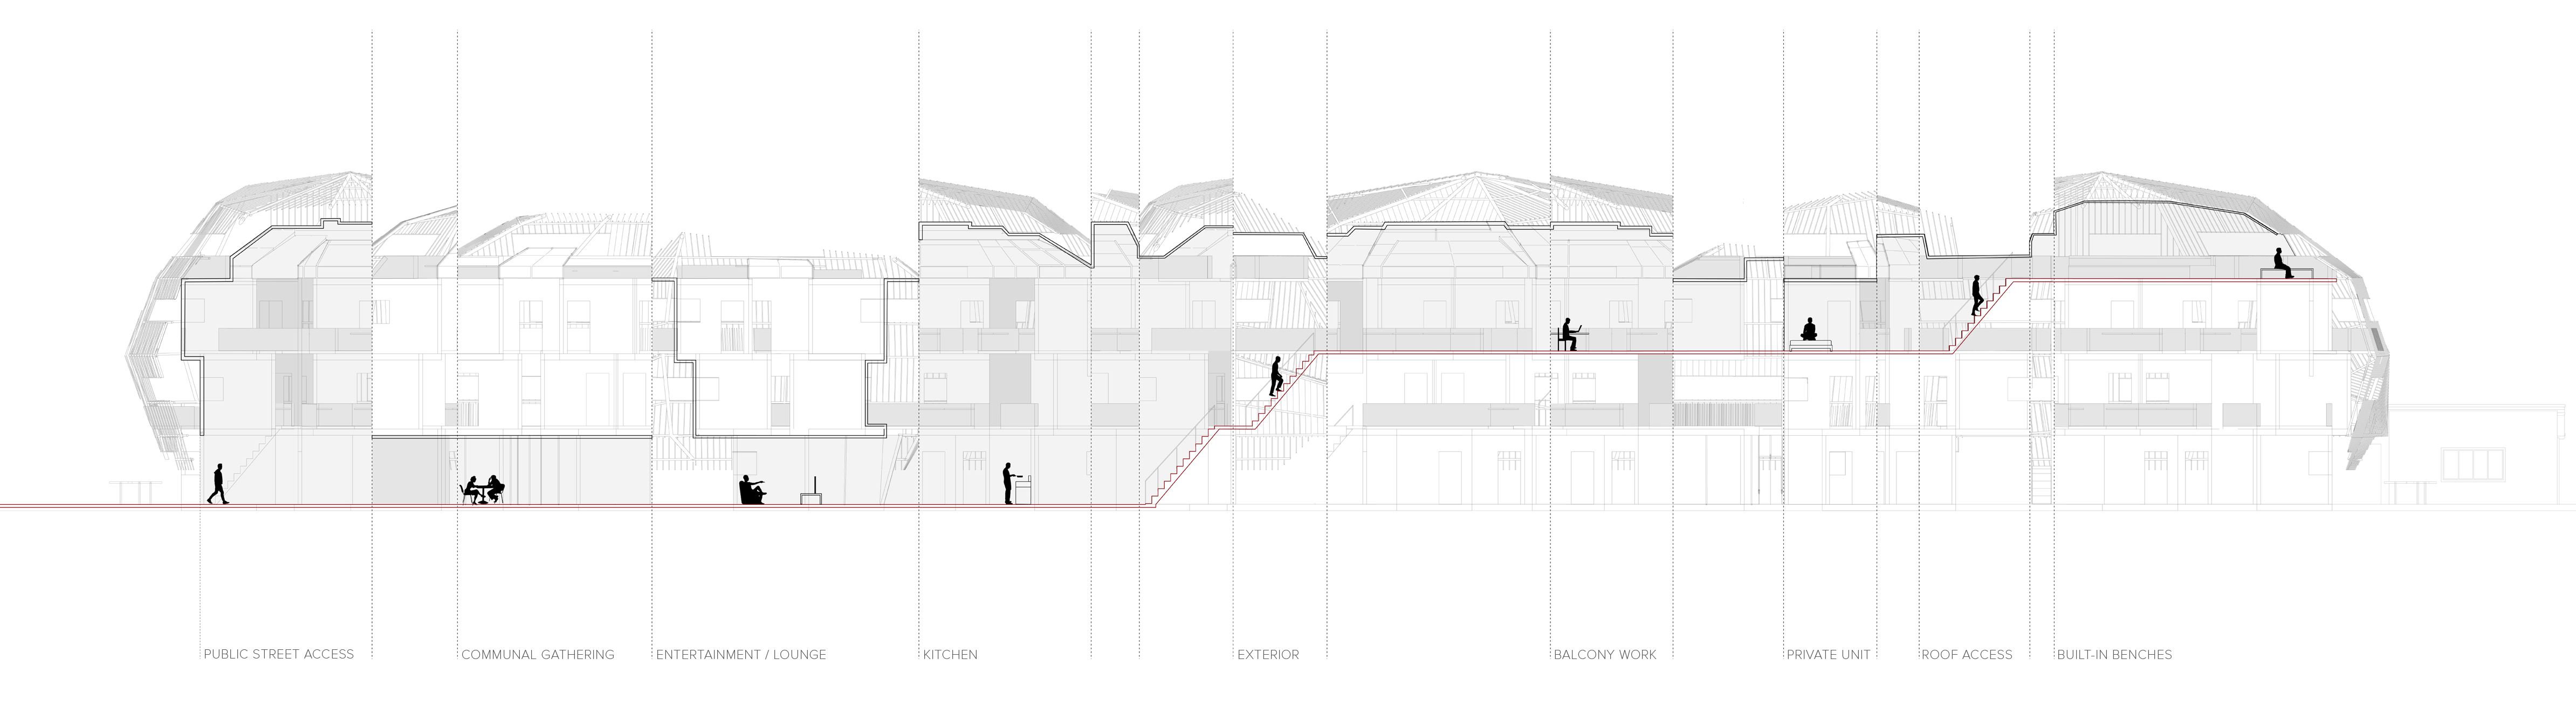 PUBLIC STREET ACCESS
COMMUNAL GATHERING
ENTERTAINMENT / LOUNGE
KITCHEN
EXTERIOR
BALCONY WORK
PRIVATE UNIT
ROOF ACCESS
BUILT-IN BENCHES